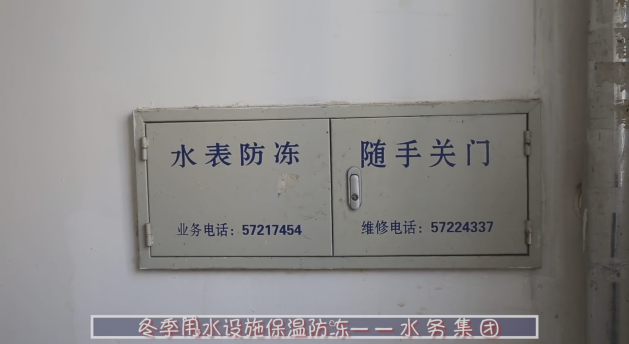 水表防冻 随手关门
业务电话：57217454 维修电话：57224337
冬季用水设施保温防冻——水务集团